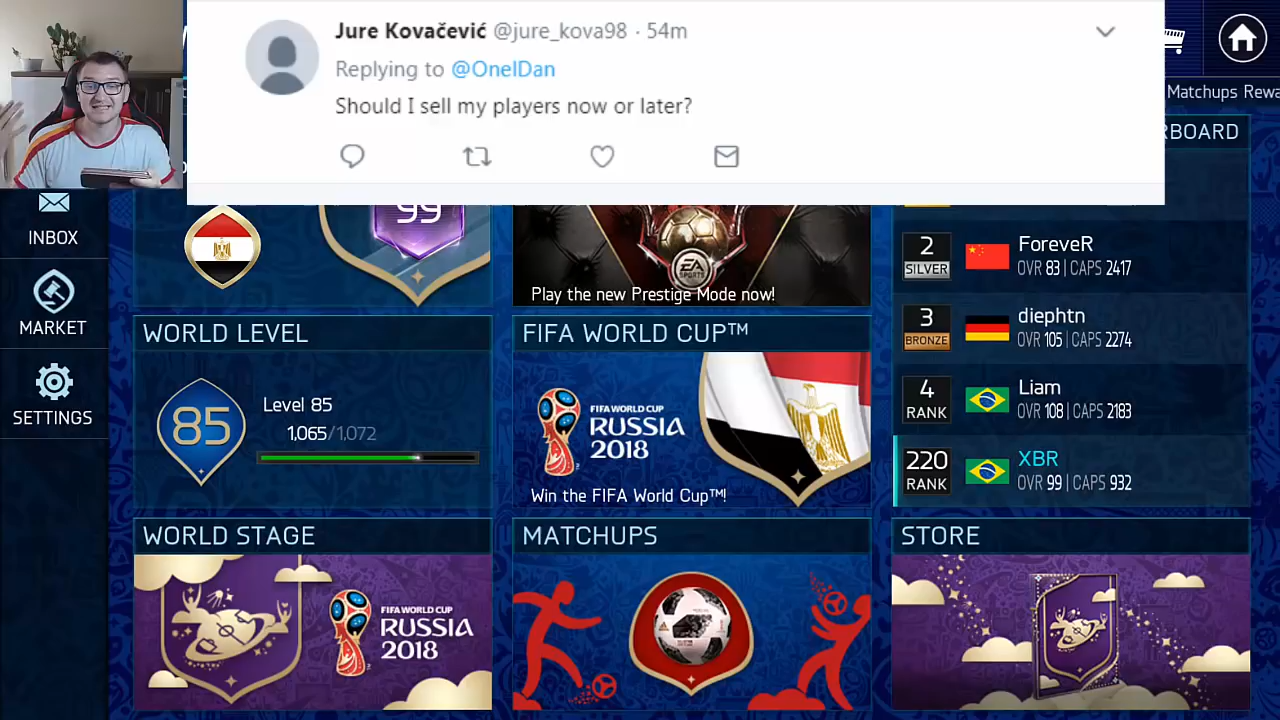 Jure Kovačević @jure_kova98 · 54m
Replying to @OnelDan
Should I sell my players now or later?
Matchups Rewa
RBOARD
INBOX
MARKET
SETTINGS
99
EA
SPORTS
Play the new Prestige Mode now!
2
SILVER
ForeveR
OVR 83 | CAPS 2417
3
BRONZE
diephtn
OVR 105 | CAPS 2274
4
RANK
Liam
OVR 108 | CAPS 2183
220
RANK
XBR
OVR 99 | CAPS 932
WORLD LEVEL
85
Level 85
1,065/1,072
FIFA WORLD CUP™
FIFA WORLD CUP
RUSSIA
2018
Win the FIFA World Cup™!
WORLD STAGE
FIFA WORLD CUP
RUSSIA
2018
MATCHUPS
STORE